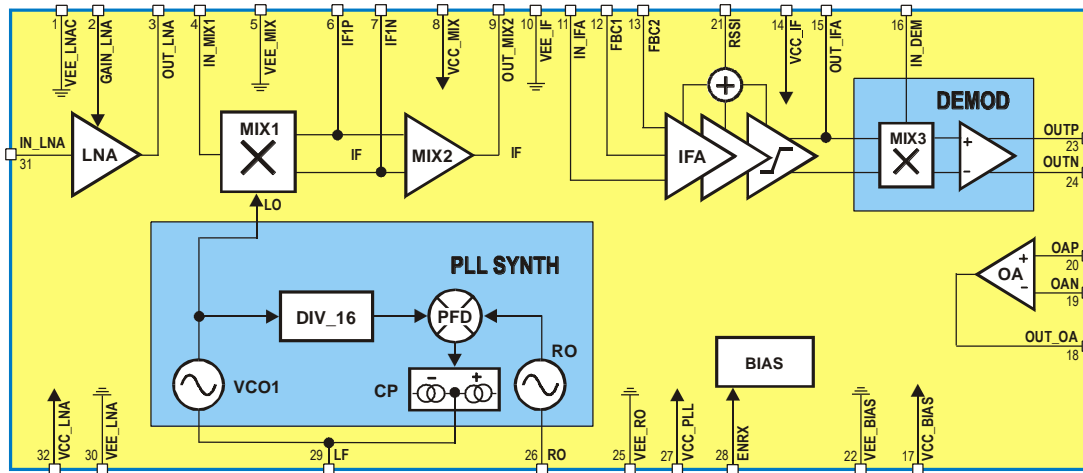 1
VEE_LNAC
2
GAIN_LNA
3
OUT_LNA
4
IN_MIX1
5
VEE_MIX
6
IF1P
7
IF1N
8
VCC_MIX
9
OUT_MIX2
10
VEE_IF
11
IN_IFA
12
FBC1
13
FBC2
21
RSSI
14
VCC_IF
15
OUT_IFA
16
IN_DEM
IN_LNA
31
LNA
MIX1
IF
MIX2
IF
LO
IFA
+
DEMOD
MIX3
+
−
OUTP
23
OUTN
24
OAP
20
OA
+
−
OAN
19
OUT_OA
18
PLL SYNTH
DIV_16
PFD
RO
VCO1
CP
−
+
BIAS
32
VCC_LNA
30
VEE_LNA
29
LF
26
RO
25
VEE_RO
27
VCC_PLL
28
ENRX
22
VEE_BIAS
17
VCC_BIAS